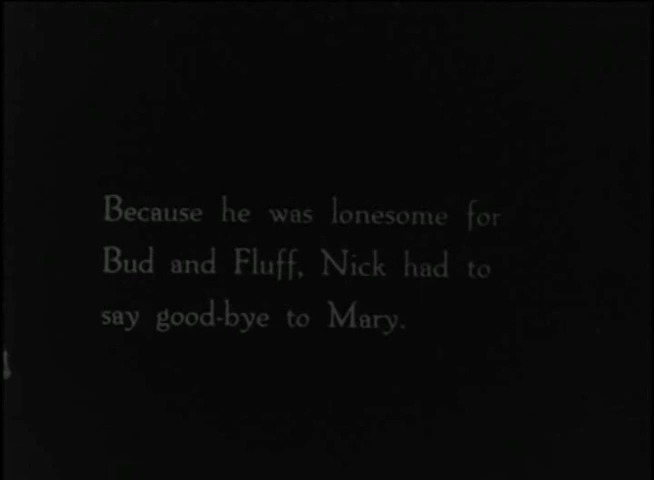 Because he was lonesome for
Bud and Fluff, Nick had to
say good-bye to Mary.